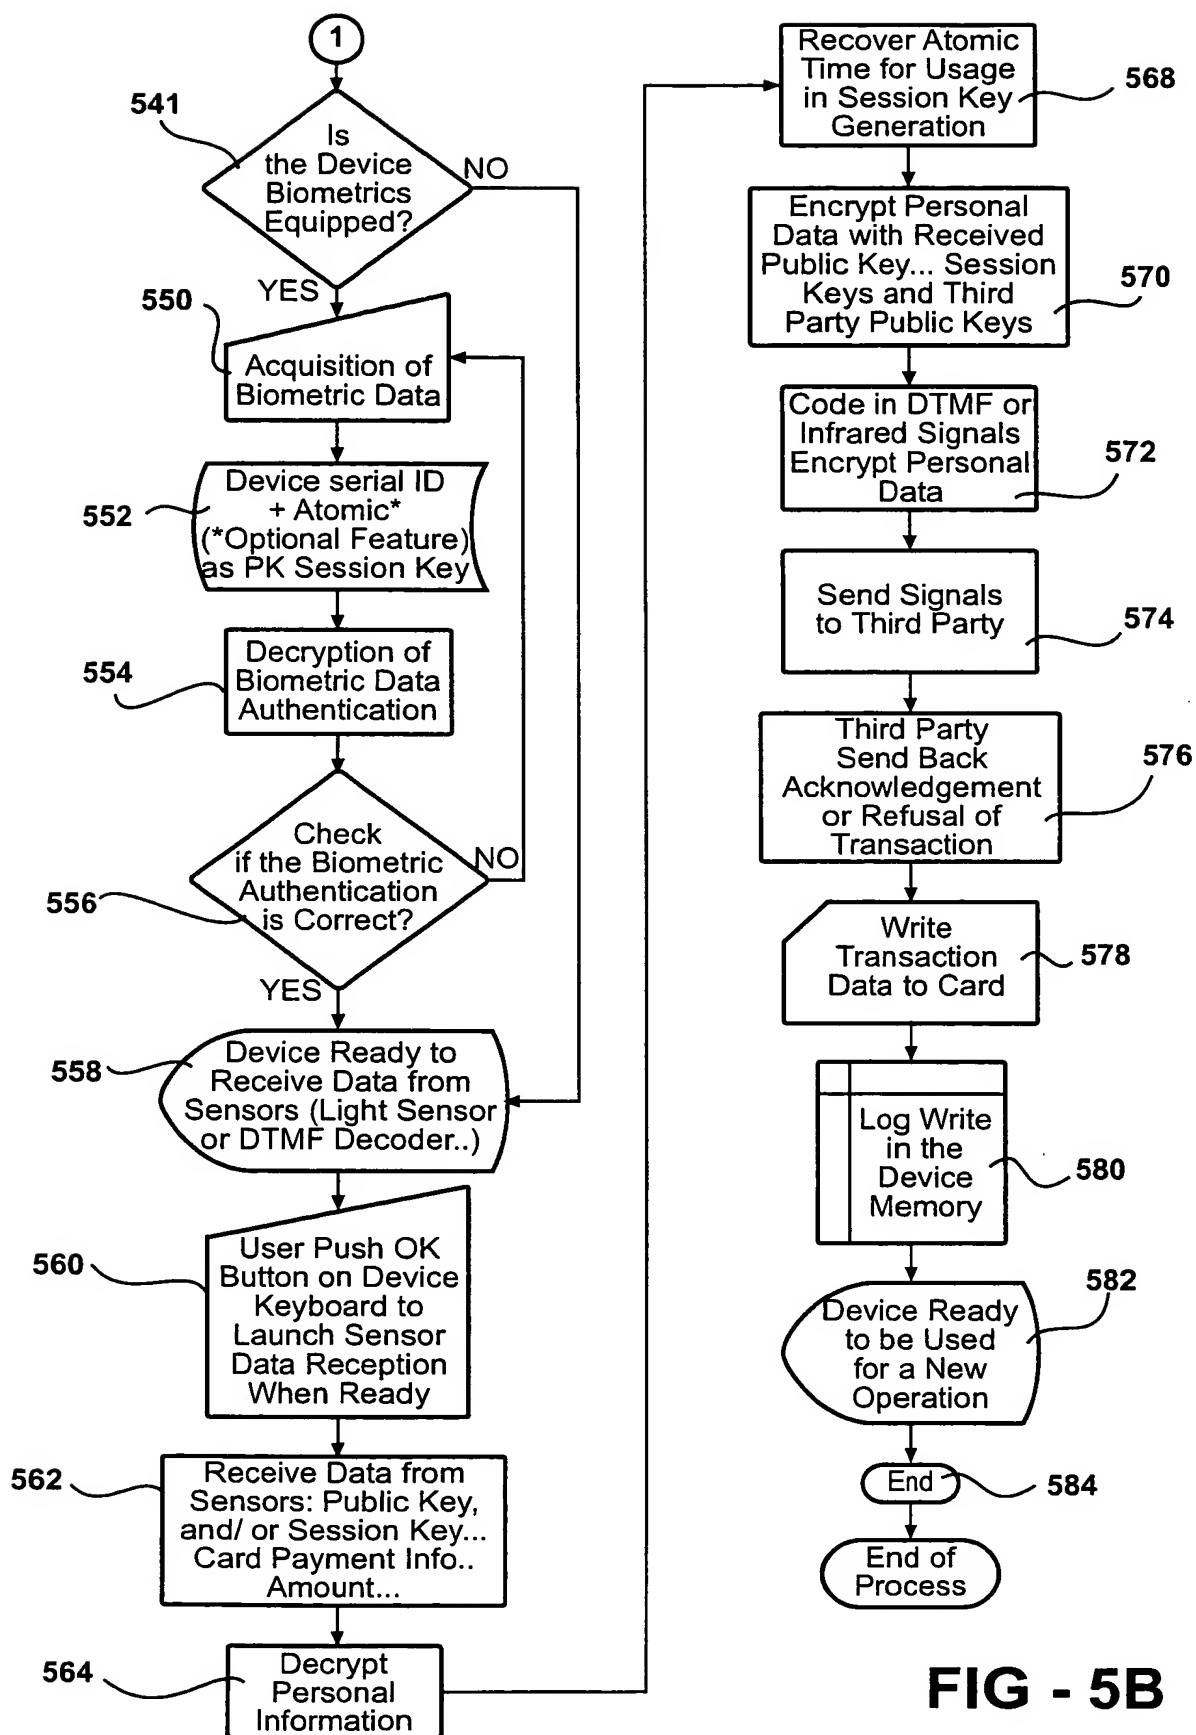 1
541
Is
the Device
Biometrics
Equipped?
NO
YES
550
Acquisition of
Biometric Data
552
Device serial ID
+ Atomic*
(*Optional Feature)
as PK Session Key
554
Decryption of
Biometric Data
Authentication
Check
if the Biometric
Authentication
is Correct?
NO
556
YES
558
Device Ready to
Receive Data from
Sensors (Light Sensor
or DTMF Decoder..)
560
User Push OK
Button on Device
Keyboard to
Launch Sensor
Data Reception
When Ready
562
Receive Data from
Sensors: Public Key,
and/ or Session Key...
Card Payment Info..
Amount...
564
Decrypt
Personal
Information
Recover Atomic
Time for Usage
in Session Key
Generation
568
Encrypt Personal
Data with Received
Public Key... Session
Keys and Third
Party Public Keys
570
Code in DTMF or
Infrared Signals
Encrypt Personal
Data
572
Send Signals
to Third Party
574
Third Party
Send Back
Acknowledgement
or Refusal of
Transaction
576
Write
Transaction
Data to Card
578
Log Write
in the
Device
Memory
580
Device Ready
to be Used
for a New
Operation
582
End
584
End of
Process
FIG - 5B